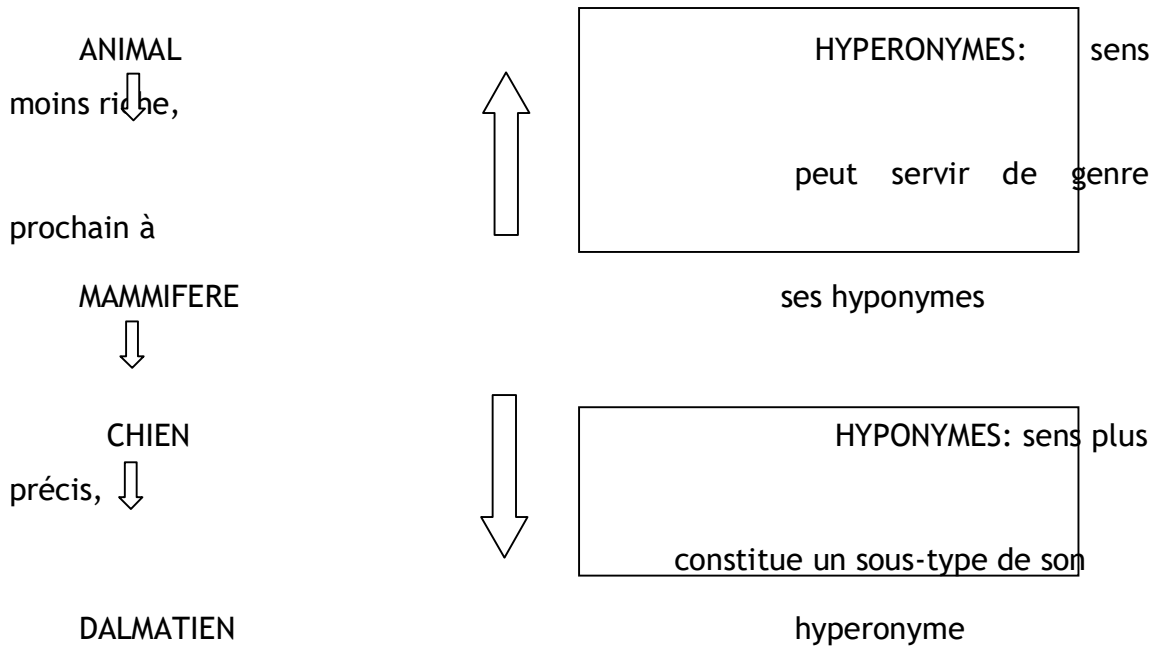 ANIMAL HYPERONYMES: sens
moins riche,
peut servir de genre
prochain à
MAMMIFERE ses hyponymes
CHIEN HYPONYMES: sens plus
précis,
constitue un sous-type de son
DALMATIEN hyperonyme